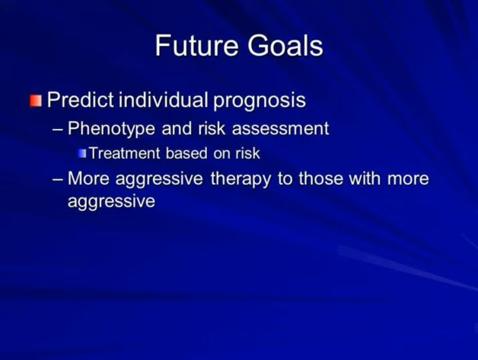 Future Goals
Predict individual prognosis
– Phenotype and risk assessment
Treatment based on risk
– More aggressive therapy to those with more
aggressive